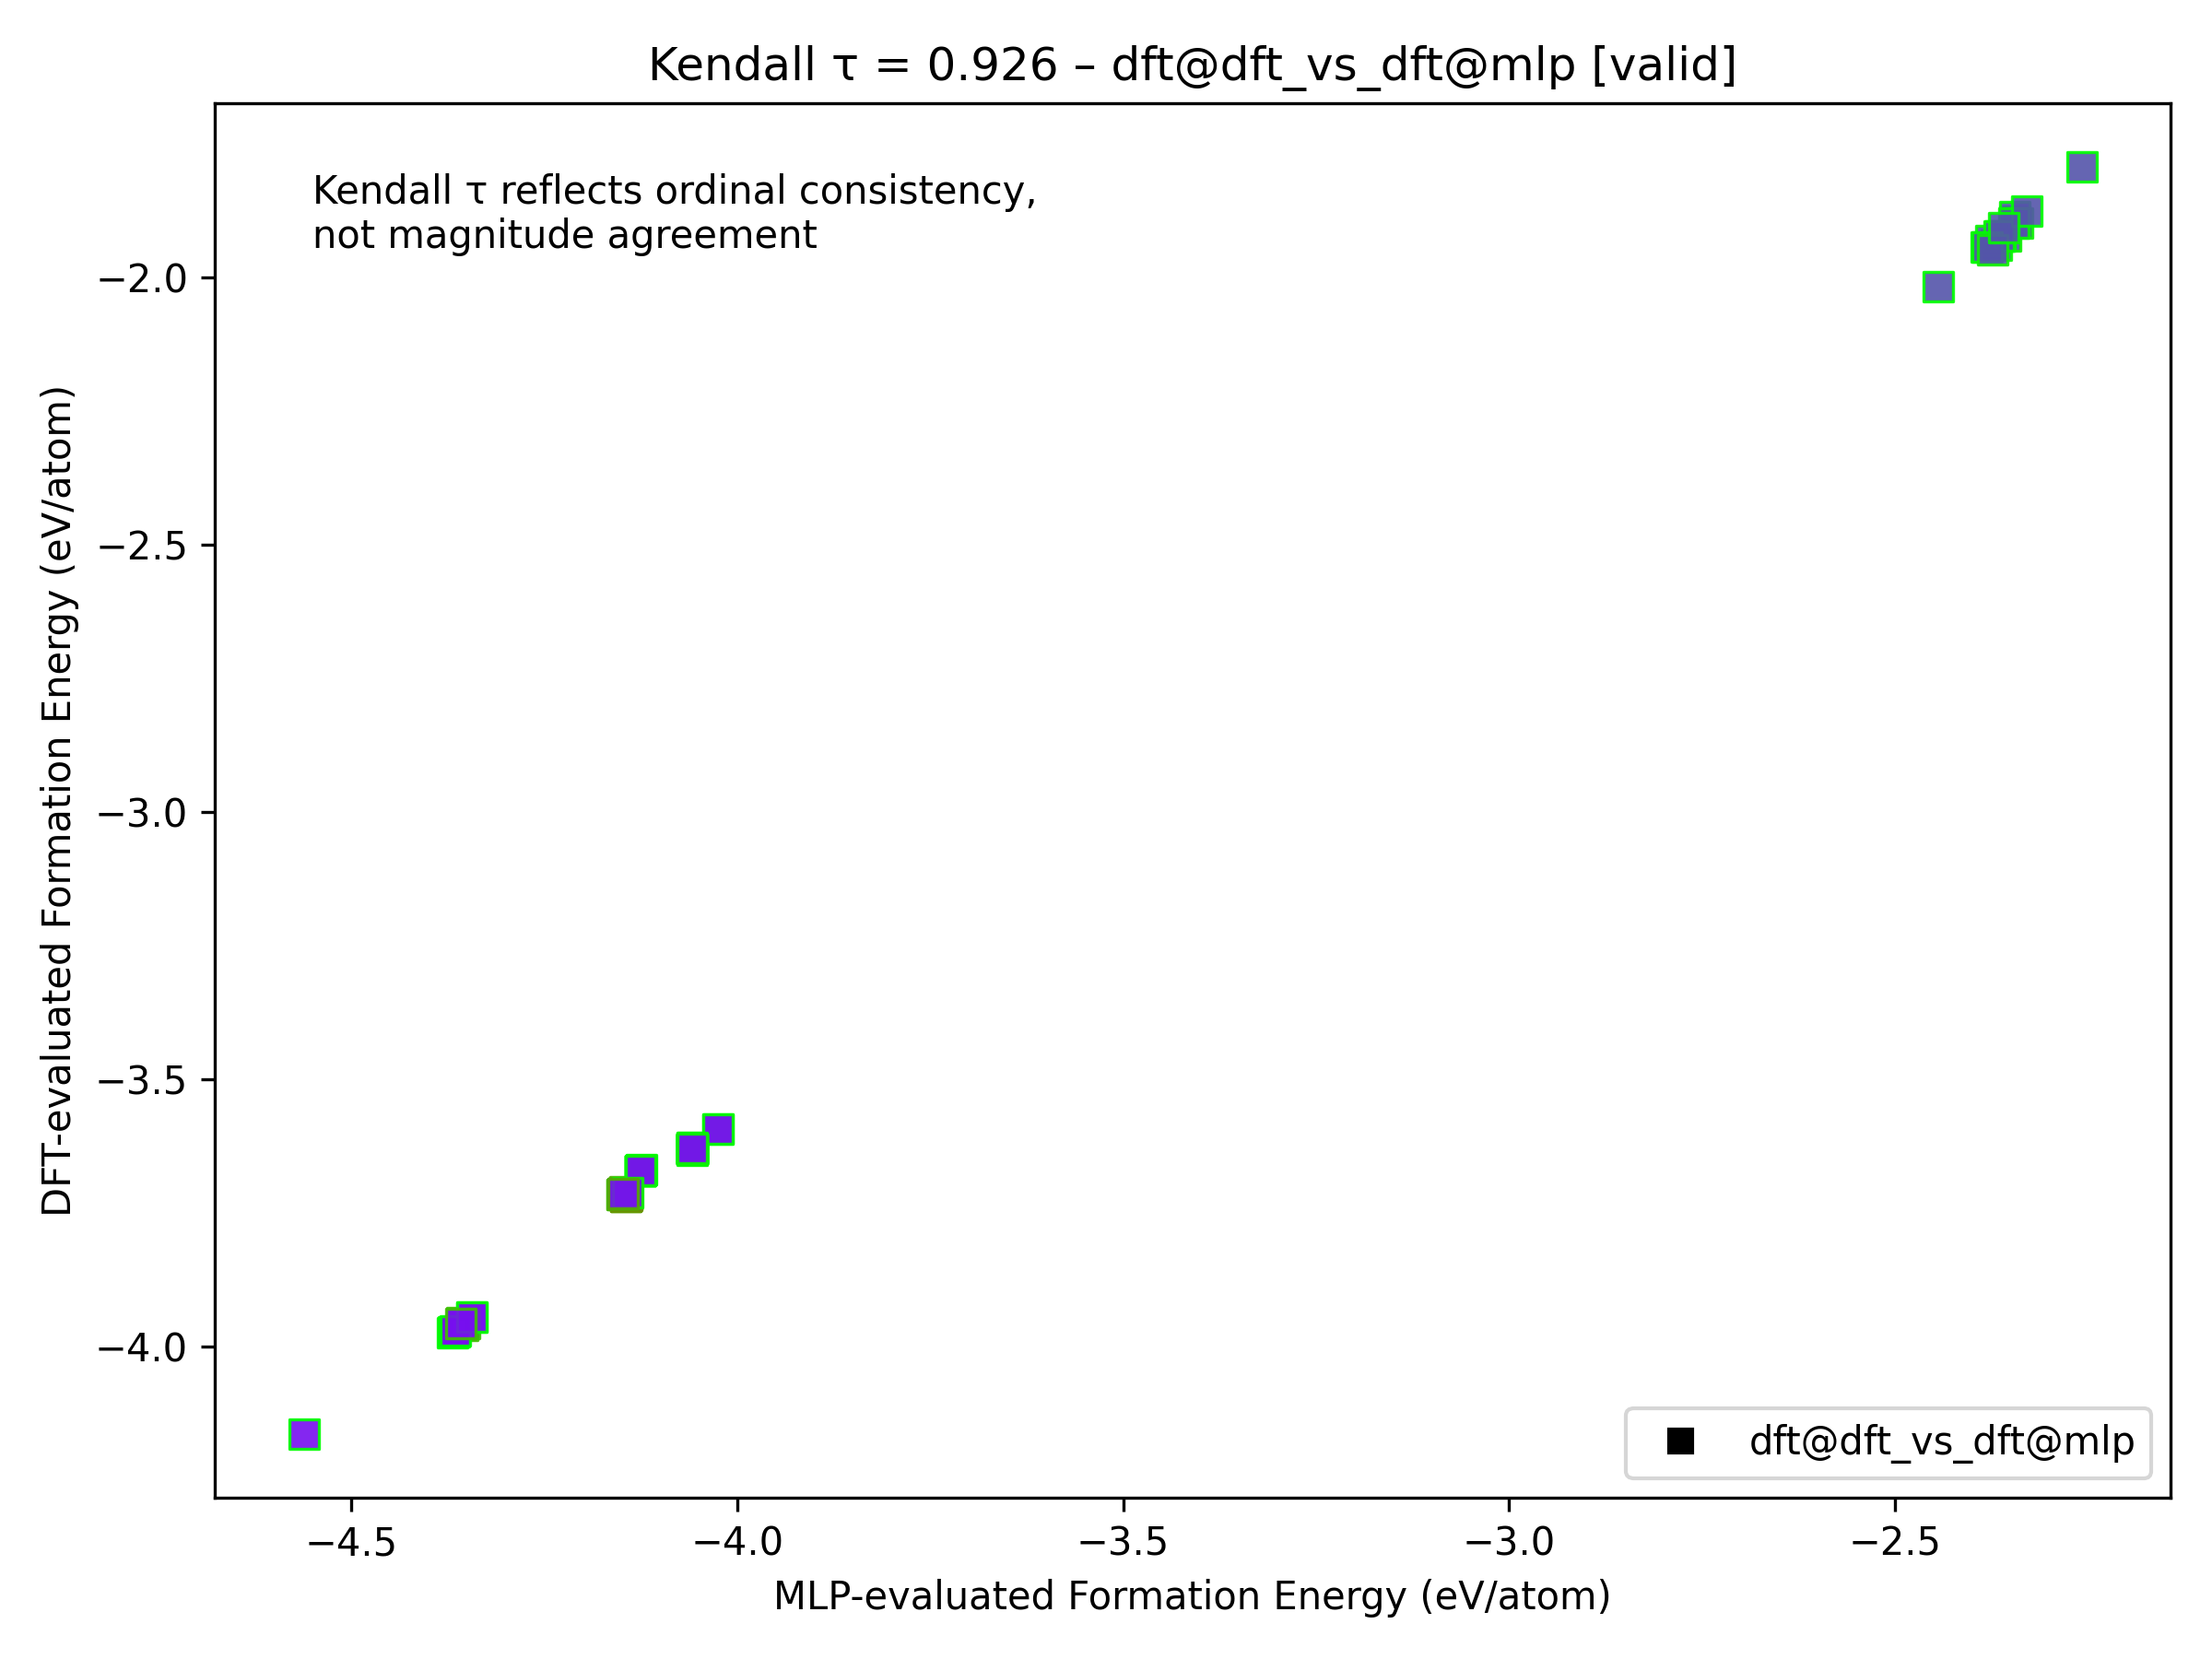 Kendall τ = 0.926 – dft@dft_vs_dft@mlp [valid]
Kendall τ reflects ordinal consistency,
not magnitude agreement
DFT-evaluated Formation Energy (eV/atom)
−2.0
−2.5
−3.0
−3.5
−4.0
dft@dft_vs_dft@mlp
−4.5
−4.0
−3.5
−3.0
−2.5
MLP-evaluated Formation Energy (eV/atom)